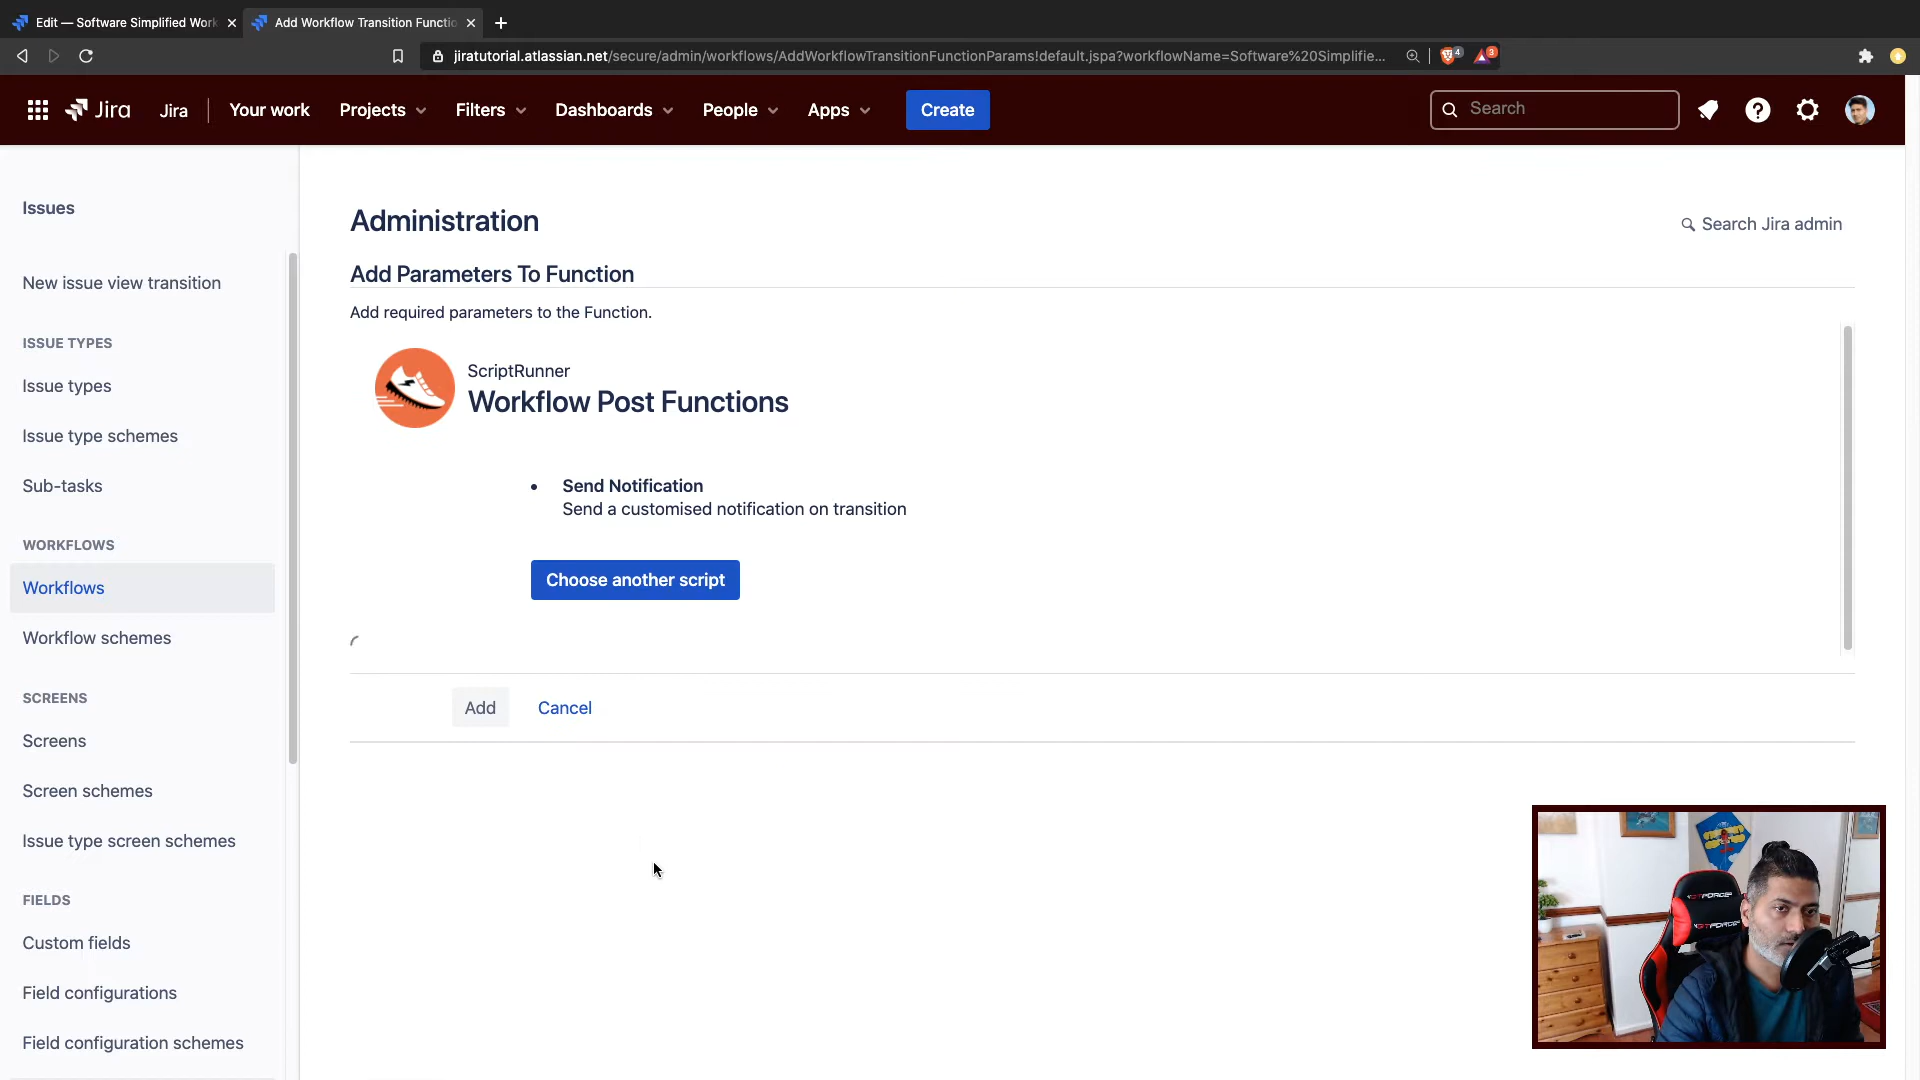 Edit — Software Simplified Work
Add Workflow Transition Functio
jiratutorial.atlassian.net/secure/admin/workflows/AddWorkflowTransitionFunctionParams!default.jspa?workflowName=Software%20Simplifie...
4
3
Jira
Jira
Your work
Projects
Filters
Dashboards
People
Apps
Create
Search
Issues
New issue view transition
ISSUE TYPES
Issue types
Issue type schemes
Sub-tasks
WORKFLOWS
Workflows
Workflow schemes
SCREENS
Screens
Screen schemes
Issue type screen schemes
FIELDS
Custom fields
Field configurations
Field configuration schemes
Administration
Search Jira admin
Add Parameters To Function
Add required parameters to the Function.
ScriptRunner
Workflow Post Functions
• Send Notification
Send a customised notification on transition
Choose another script
Add
Cancel